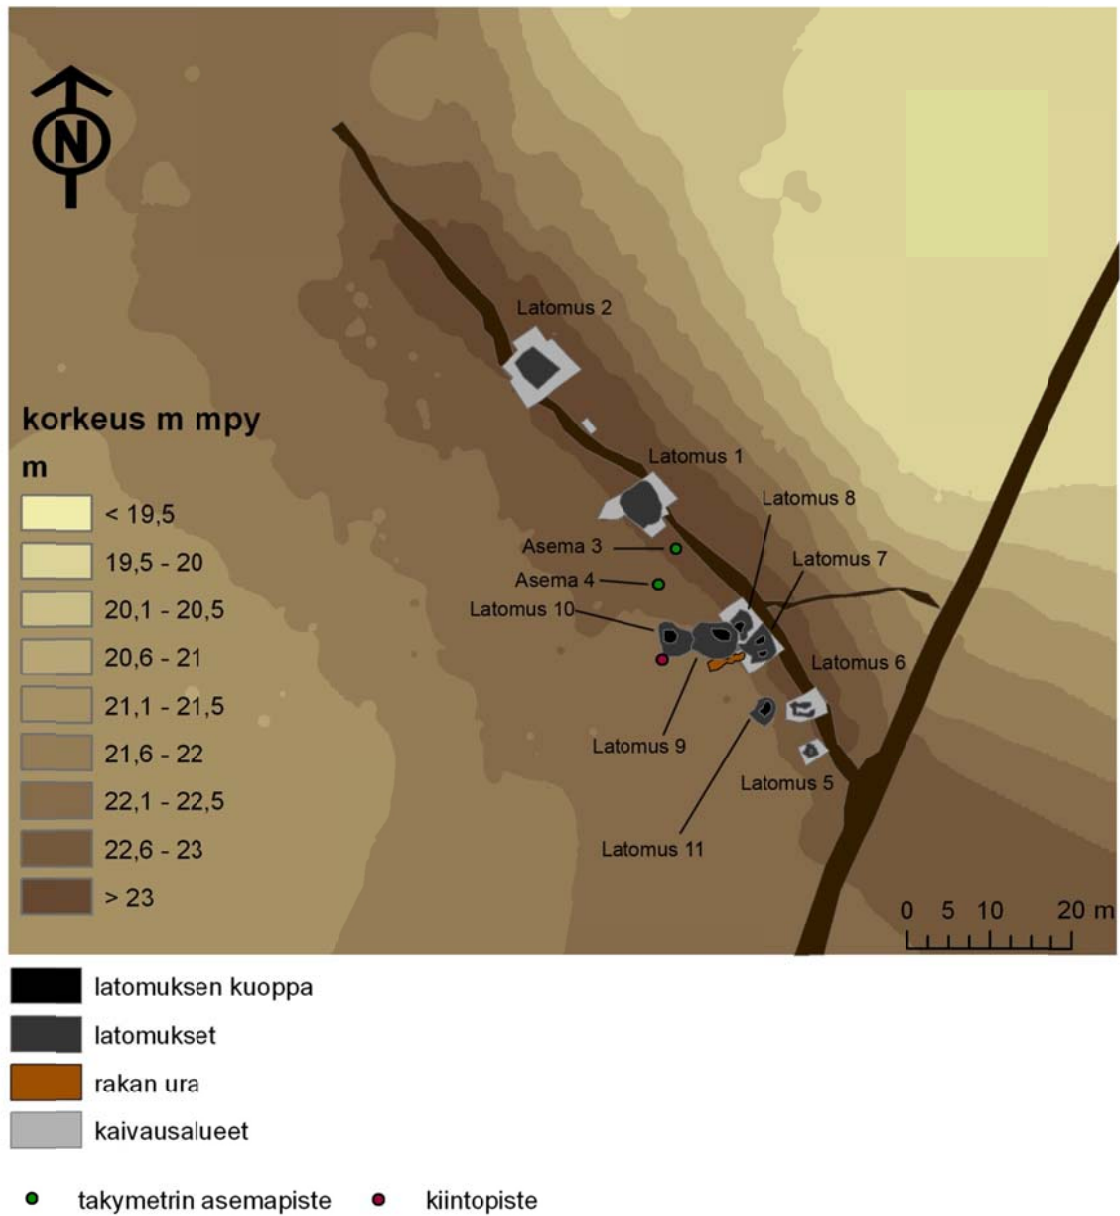 N
Latomus 2
korkeus m mpy
m
< 19,5
19,5 - 20
20,1 - 20,5
20,6 - 21
21,1 - 21,5
21,6 - 22
22,1 - 22,5
22,6 - 23
> 23
Latomus 1
Latomus 8
Asema 3
Latomus 7
Asema 4
Latomus 10
Latomus 6
Latomus 9
Latomus 5
Latomus 11
0 5 10 20 m
latomuksen kuoppa
latomukset
rakan ura
kaivausalueet
takymetrin asemapiste
kiintopiste